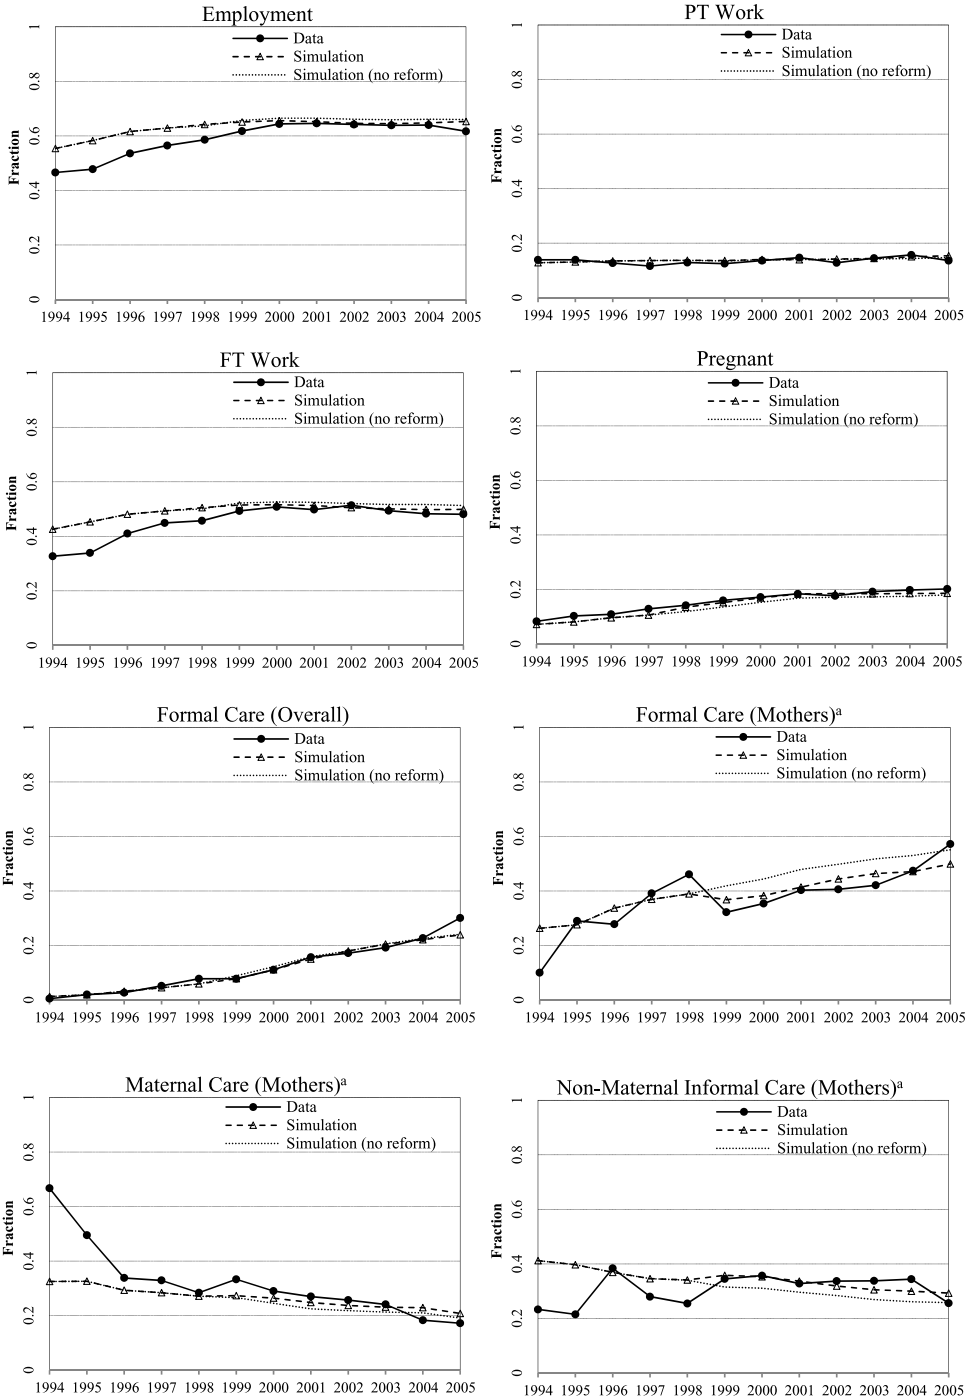 Employment
Data
Simulation
Simulation (no reform)
Fraction
1
0.8
0.6
0.4
0.2
0
1994 1995 1996 1997 1998 1999 2000 2001 2002 2003 2004 2005
PT Work
Data
Simulation
Simulation (no reform)
Fraction
1
0.8
0.6
0.4
0.2
0
1994 1995 1996 1997 1998 1999 2000 2001 2002 2003 2004 2005
FT Work
Data
Simulation
Simulation (no reform)
Fraction
1
0.8
0.6
0.4
0.2
0
1994 1995 1996 1997 1998 1999 2000 2001 2002 2003 2004 2005
Pregnant
Data
Simulation
Simulation (no reform)
Fraction
1
0.8
0.6
0.4
0.2
0
1994 1995 1996 1997 1998 1999 2000 2001 2002 2003 2004 2005
Formal Care (Overall)
Data
Simulation
Simulation (no reform)
Fraction
1
0.8
0.6
0.4
0.2
0
1994 1995 1996 1997 1998 1999 2000 2001 2002 2003 2004 2005
Formal Care (Mothers)ᵃ
Data
Simulation
Simulation (no reform)
Fraction
1
0.8
0.6
0.4
0.2
0
1994 1995 1996 1997 1998 1999 2000 2001 2002 2003 2004 2005
Maternal Care (Mothers)ᵃ
Data
Simulation
Simulation (no reform)
Fraction
1
0.8
0.6
0.4
0.2
0
1994 1995 1996 1997 1998 1999 2000 2001 2002 2003 2004 2005
Non-Maternal Informal Care (Mothers)ᵃ
Data
Simulation
Simulation (no reform)
Fraction
1
0.8
0.6
0.4
0.2
0
1994 1995 1996 1997 1998 1999 2000 2001 2002 2003 2004 2005